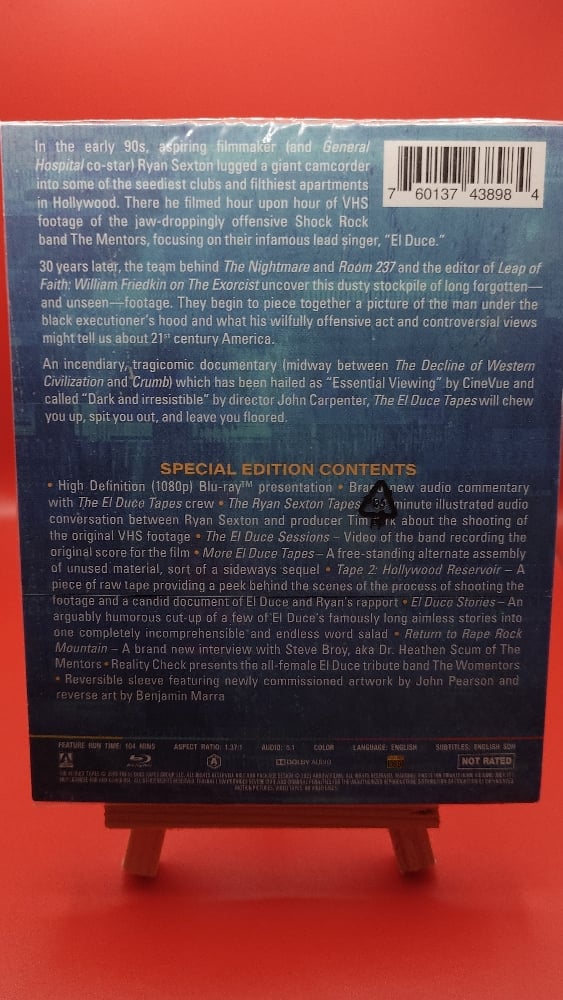 In the early 90s, aspiring filmmaker (and General
Hospital co-star) Ryan Sexton lugged a giant camcorder
into some of the seediest clubs and filthiest apartments
in Hollywood. There he filmed hour upon hour of VHS
footage of the jaw-droppingly offensive Shock Rock
band The Mentors, focusing on their infamous lead singer, “El Duce.”
7 60137 43898 4
30 years later, the team behind The Nightmare and Room 237 and the editor of Leap of
Faith: William Friedkin on The Exorcist uncover this dusty stockpile of long forgotten—
and unseen—footage. They begin to piece together a picture of the man under the
black executioner's hood and what his wilfully offensive act and controversial views
might tell us about 21st century America.
An incendiary, tragicomic documentary (midway between The Decline of Western
Civilization and Crumb) which has been hailed as “Essential Viewing” by CineVue and
called “Dark and irresistible” by director John Carpenter, The El Duce Tapes will chew
you up, spit you out, and leave you floored.
SPECIAL EDITION CONTENTS
• High Definition (1080p) Blu-ray™ presentation • Brand new audio commentary
with The El Duce Tapes crew • The Ryan Sexton Tapes minute illustrated audio
conversation between Ryan Sexton and producer Tim about the shooting of
the original VHS footage • The El Duce Sessions – Video of the band recording the
original score for the film • More El Duce Tapes – A free-standing alternate assembly
of unused material, sort of a sideways sequel • Tape 2: Hollywood Reservoir – A
piece of raw tape providing a peek behind the scenes of the process of shooting the
footage and a candid document of El Duce and Ryan's rapport • El Duce Stories – An
arguably humorous cut-up of a few of El Duce's famously long aimless stories into
one completely incomprehensible and endless word salad • Return to Rape Rock
Mountain – A brand new interview with Steve Broy, aka Dr. Heathen Scum of The
Mentors • Reality Check presents the all-female El Duce tribute band The Womentors
• Reversible sleeve featuring newly commissioned artwork by John Pearson and
reverse art by Benjamin Marra
FEATURE RUN TIME: 104 MINS ASPECT RATIO: 1.37:1 AUDIO: 5.1 COLOR LANGUAGE: ENGLISH SUBTITLES: ENGLISH SDH
ARROW Blu-ray Disc A DOLBY AUDIO NOT RATED